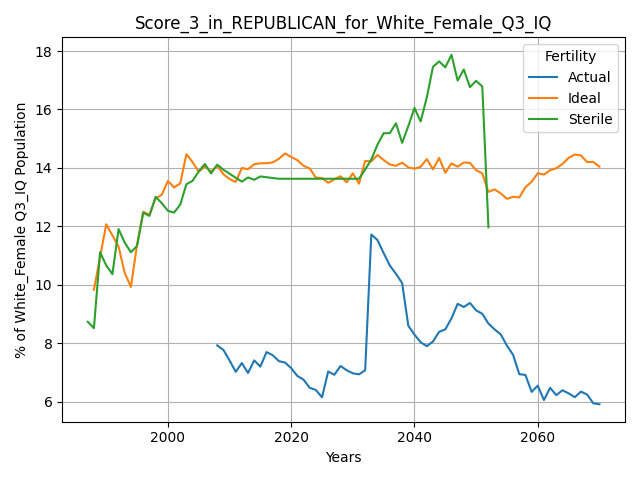 Score_3_in_REPUBLICAN_for_White_Female_Q3_IQ
Fertility
Actual
Ideal
Sterile
% of White_Female Q3_IQ Population
18
16
14
12
10
8
6
2000
2020
2040
2060
Years